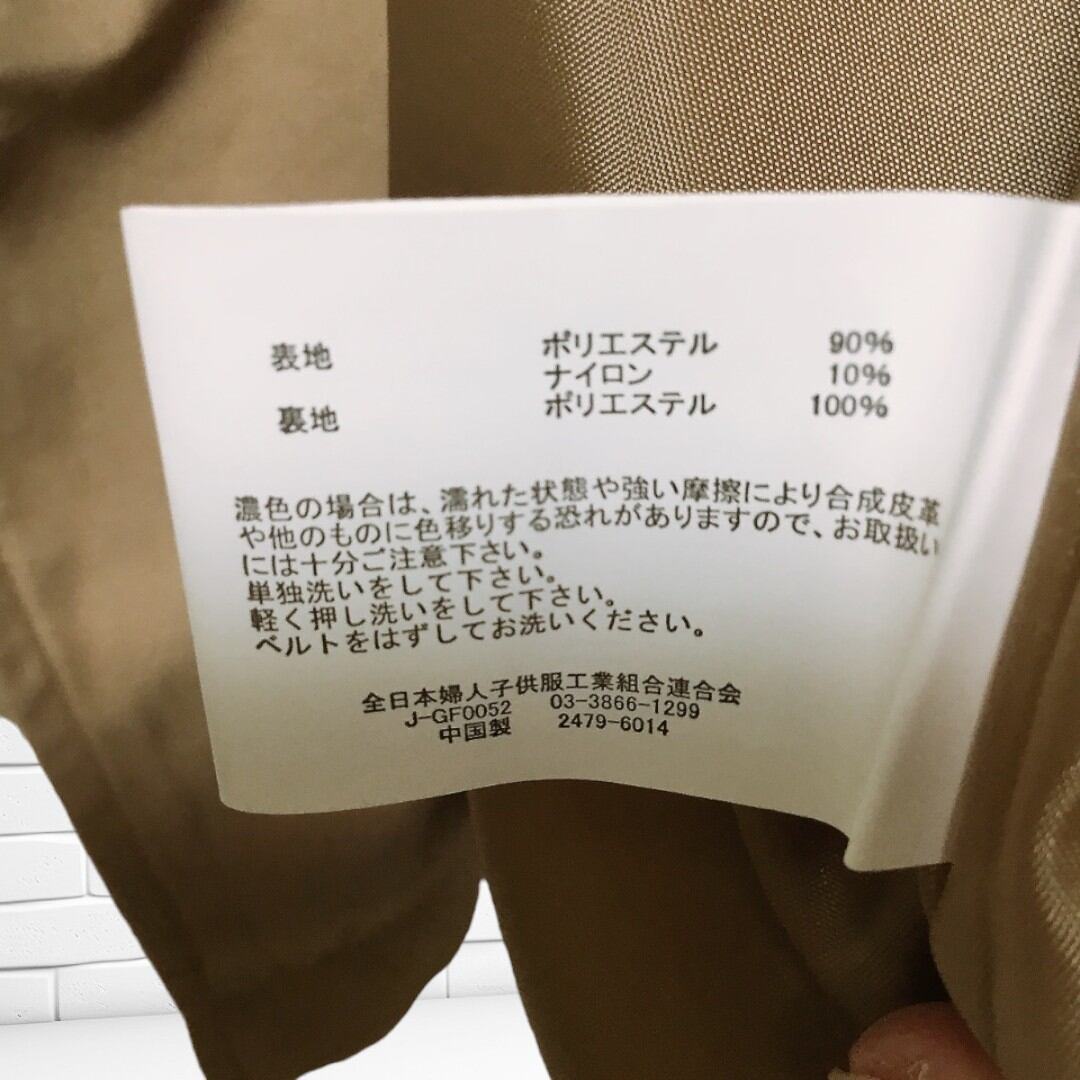 表地 ポリエステル 90%
ナイロン 10%
裏地 ポリエステル 100%
濃色の場合は、濡れた状態や強い摩擦により合成皮革
や他のものに色移りする恐れがありますので、お取扱い
には十分ご注意下さい。
単独洗いをして下さい。
軽く押し洗いをして下さい。
ベルトをはずしてお洗いください。
全日本婦人子供服工業組合連合会
J-GF0052 03-3866-1299
中国製 2479-6014